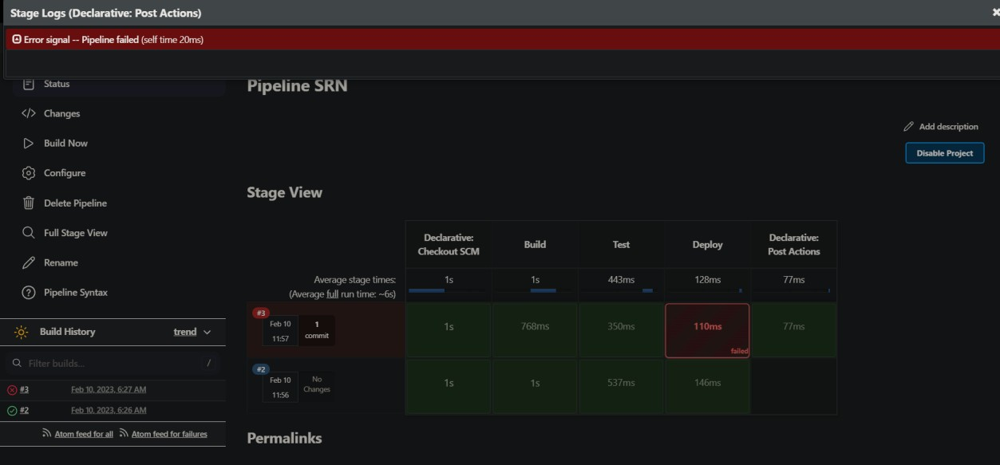 Stage Logs (Declarative: Post Actions)
Error signal -- Pipeline failed (self time 20ms)
Status
Changes
Build Now
Configure
Delete Pipeline
Full Stage View
Rename
Pipeline Syntax
Build History trend
Filter builds... /
#3 Feb 10, 2023, 6:27 AM
#2 Feb 10, 2023, 6:26 AM
Atom feed for all Atom feed for failures
Pipeline SRN
Add description
Disable Project
Stage View
Declarative: Checkout SCM
Build
Test
Deploy
Declarative: Post Actions
Average stage times: 1s 1s 443ms 128ms 77ms
(Average full run time: ~6s)
#3
Feb 10 11:57
1 commit
1s 768ms 350ms 110ms 77ms
failed
#2
Feb 10 11:56
No Changes
1s 1s 537ms 146ms
Permalinks